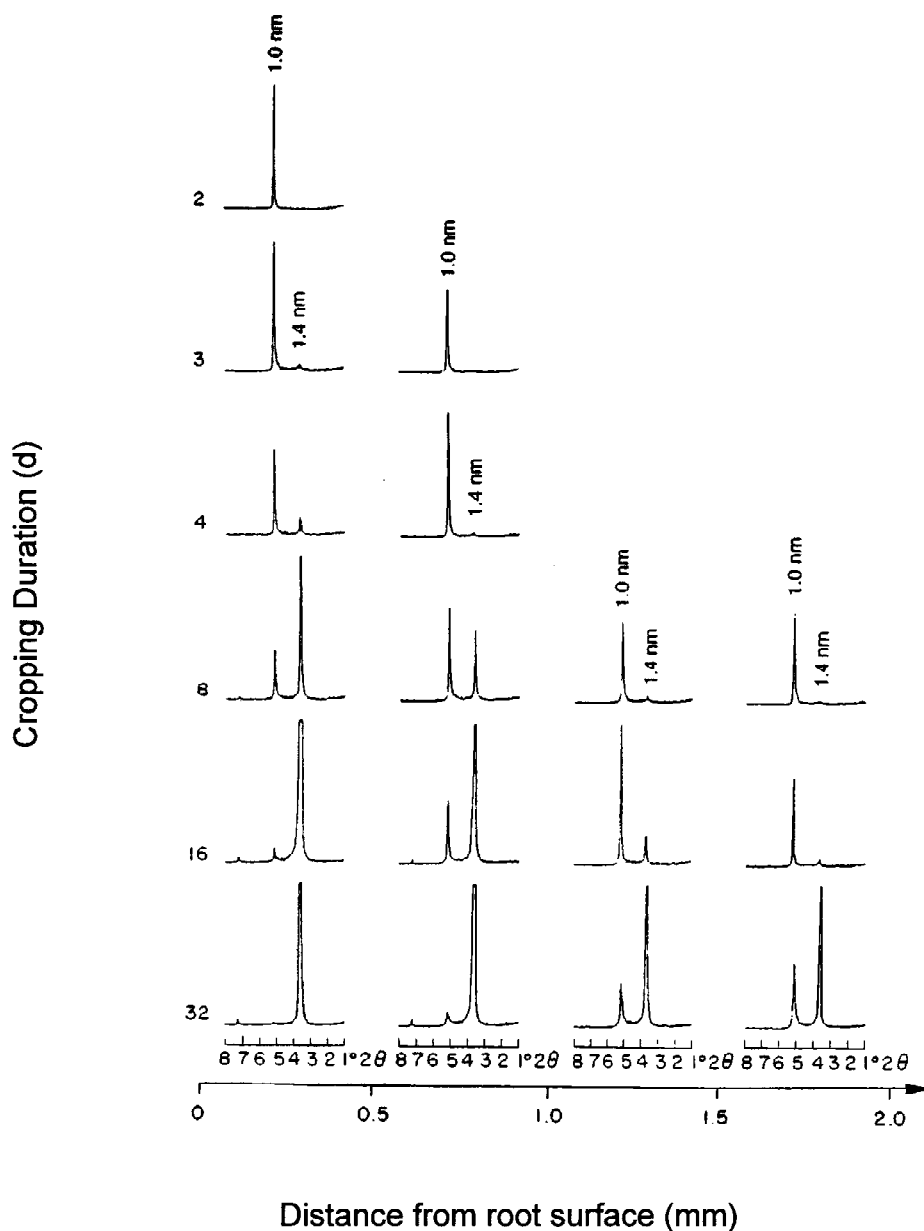 1.0 nm
2
1.0 nm
1.4 nm
3
1.0 nm
1.4 nm
4
1.0 nm
1.4 nm
1.0 nm
1.4 nm
8
16
32
8 7 6 5 4 3 2 1° 2θ
8 7 6 5 4 3 2 1° 2θ
8 7 6 5 4 3 2 1° 2θ
8 7 6 5 4 3 2 1° 2θ
0 0.5 1.0 1.5 2.0
Distance from root surface (mm)
Cropping Duration (d)